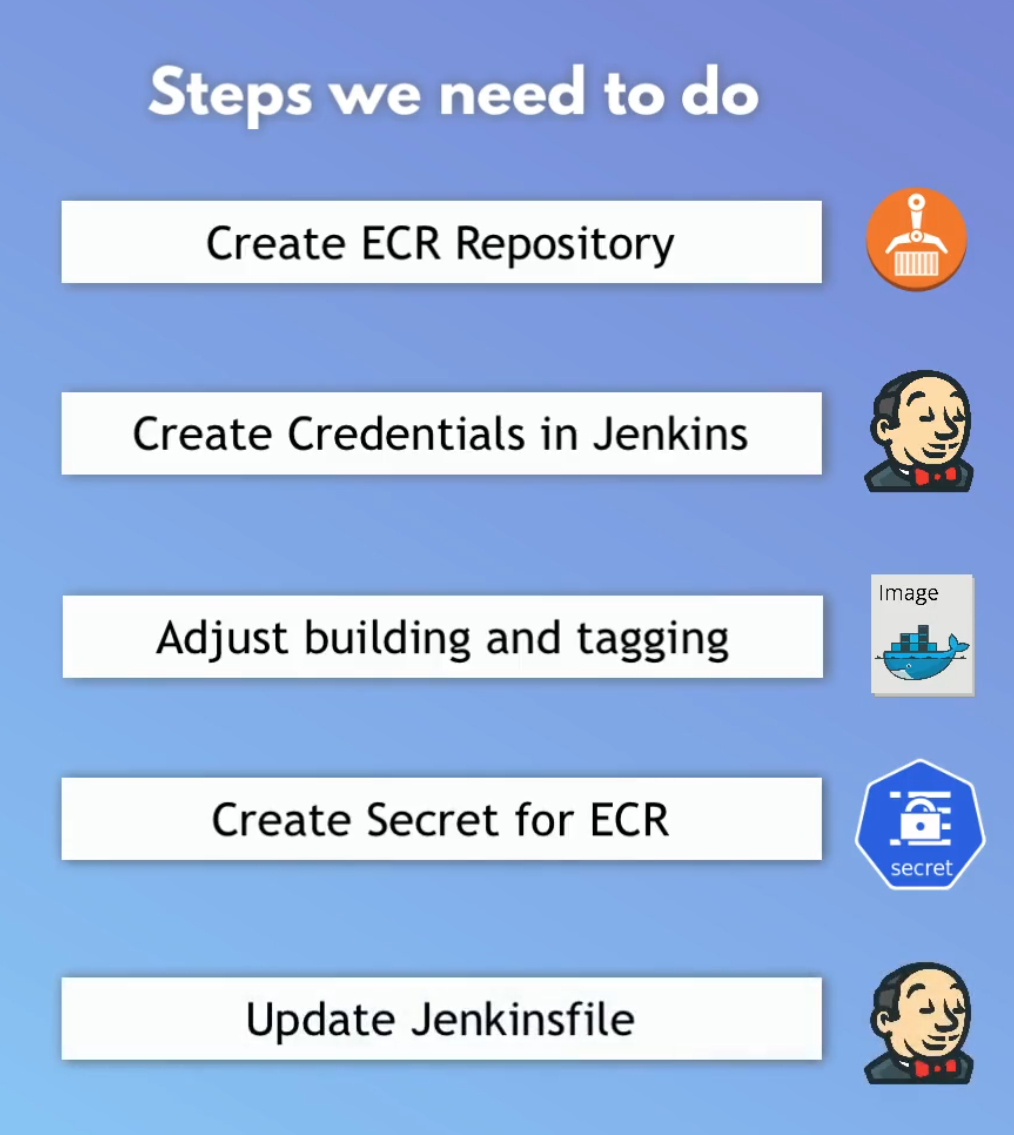 Steps we need to do
Create ECR Repository
Create Credentials in Jenkins
Image
Adjust building and tagging
Create Secret for ECR
secret
Update Jenkinsfile